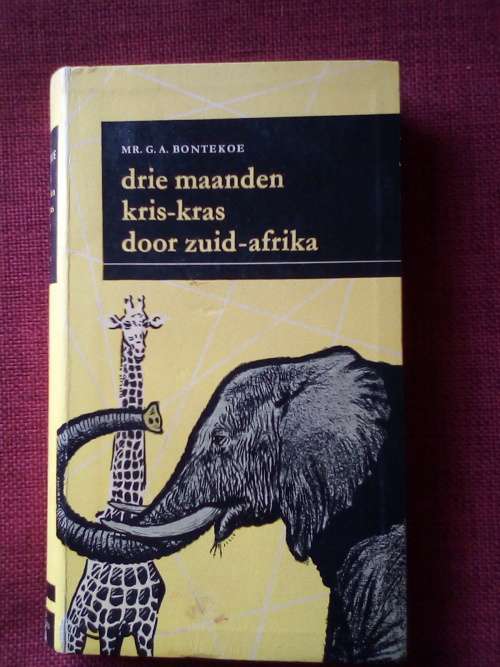 MR. G. A. BONTEKOE
drie maanden
kris-kras
door zuid-afrika